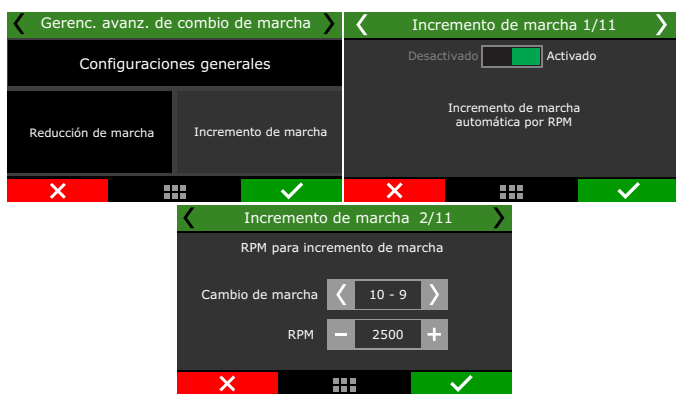 Gerenc. avanz. de combio de marcha
Configuraciones generales
Reducción de marcha
Incremento de marcha
Incremento de marcha 1/11
Desactivado
Activado
Incremento de marcha
automática por RPM
Incremento de marcha 2/11
RPM para incremento de marcha
Cambio de marcha
10 - 9
RPM
2500